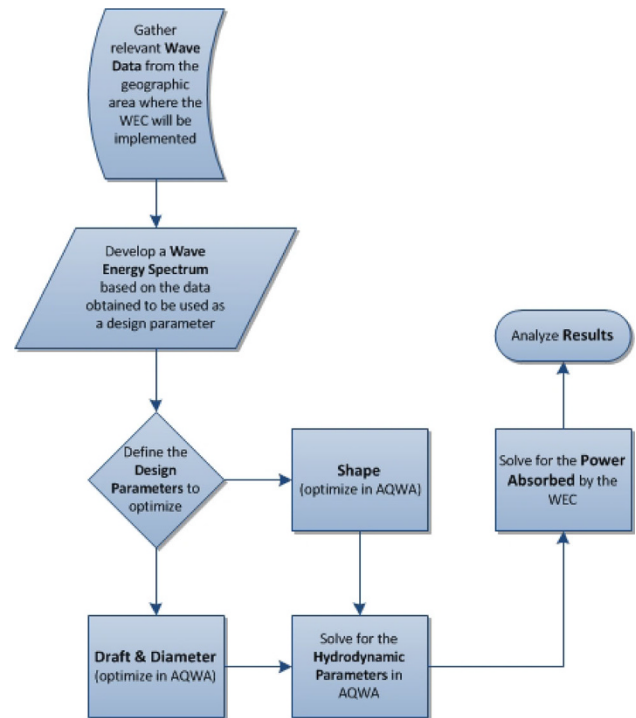 Gather
relevant Wave
Data from the
geographic
area where the
WEC will be
implemented
Develop a Wave
Energy Spectrum
based on the data
obtained to be used as
a design parameter
Define the
Design
Parameters to
optimize
Shape
(optimize in AQWA)
Draft & Diameter
(optimize in AQWA)
Solve for the
Hydrodynamic
Parameters in
AQWA
Solve for the Power
Absorbed by the
WEC
Analyze Results